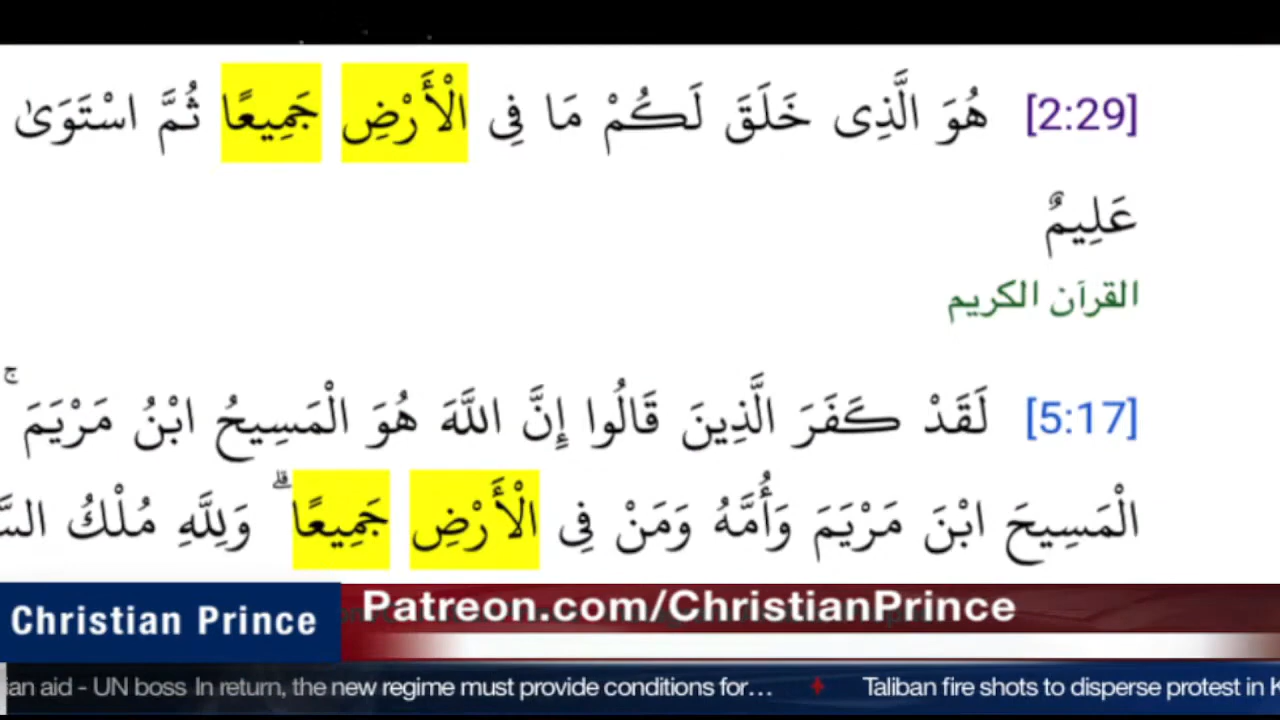 [2:29] هُوَ الَّذِى خَلَقَ لَكُمْ مَا فِى الْأَرْضِ جَمِيعًا ثُمَّ اسْتَوَىٰ
عَلِيمٌ
القرآن الكريم
[5:17] لَقَدْ كَفَرَ الَّذِينَ قَالُوا إِنَّ اللَّهَ هُوَ الْمَسِيحُ ابْنُ مَرْيَمَ ۚ
الْمَسِيحَ ابْنَ مَرْيَمَ وَأُمَّهُ وَمَنْ فِى الْأَرْضِ جَمِيعًا ۗ وَلِلَّهِ مُلْكُ
Christian Prince
Patreon.com/ChristianPrince
ian aid - UN boss In return, the new regime must provide conditions for… Taliban fire shots to disperse protest in